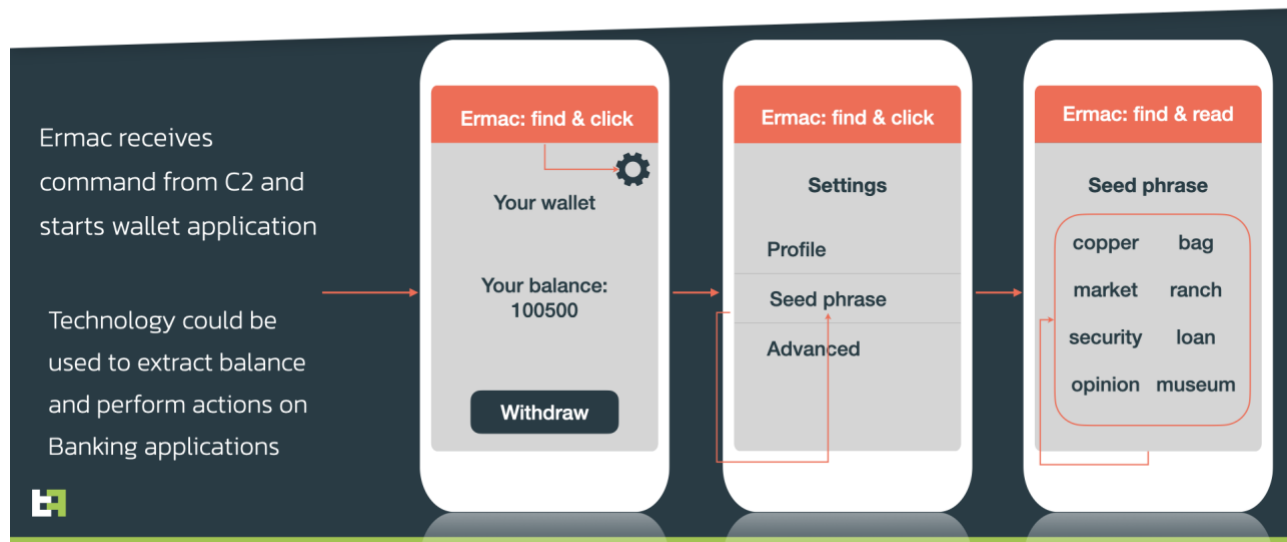 Ermac receives
command from C2 and
starts wallet application
Technology could be
used to extract balance
and perform actions on
Banking applications
Ermac: find & click
Your wallet
Your balance:
100500
Withdraw
Ermac: find & click
Settings
Profile
Seed phrase
Advanced
Ermac: find & read
Seed phrase
copper bag
market ranch
security loan
opinion museum